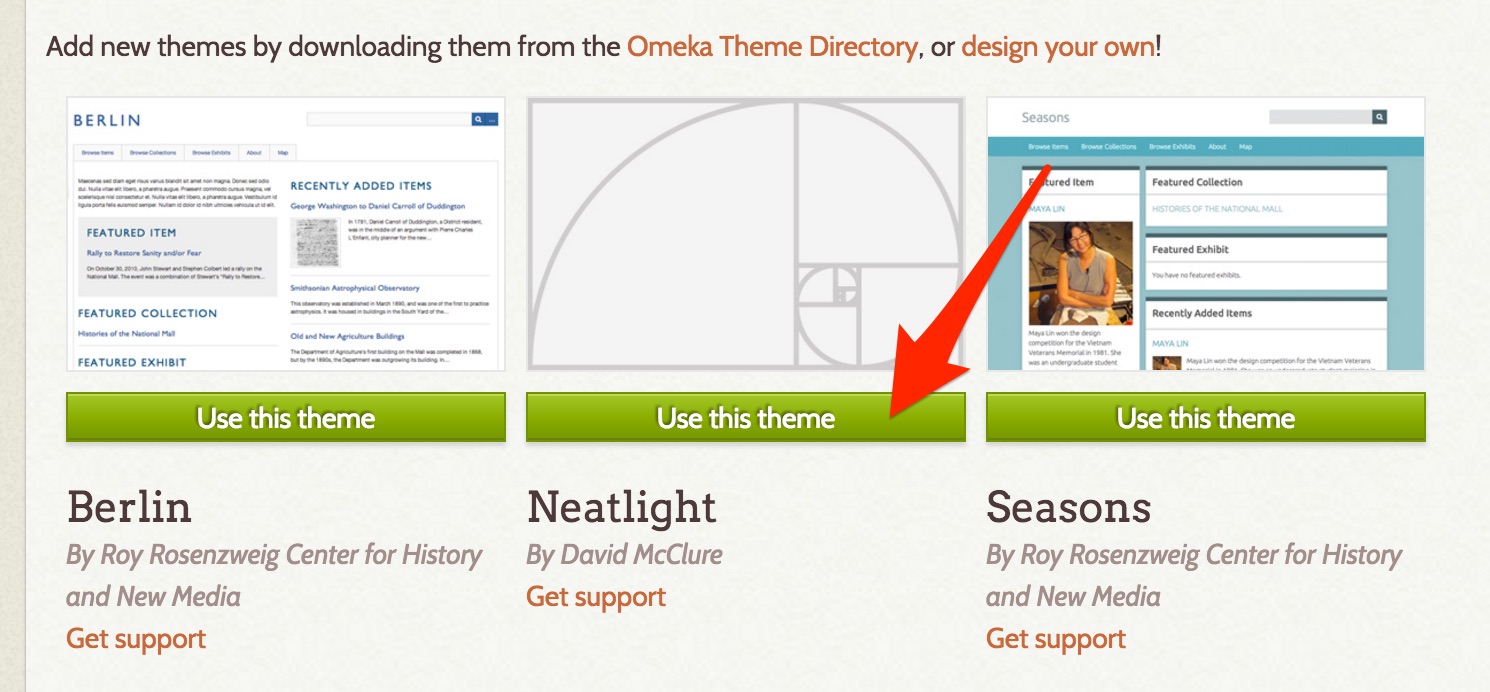 Add new themes by downloading them from the Omeka Theme Directory, or design your own!
BERLIN
Browse Items Browse Collections Browse Exhibits About Map
Maecenas sed diam eget risus varius blandit sit amet non magna. Donec sed odio
dui. Nulla vitae elit libero, a pharetra augue. Praesent commodo cursus magna, vel
scelerisque nisl consectetur et. Nulla vitae elit libero, a pharetra augue. Vestibulum id
ligula porta felis euismod semper. Nullam id dolor id nibh ultricies vehicula ut id elit.
FEATURED ITEM
Rally to Restore Sanity and/or Fear
On October 30, 2010, John Stewart and Stephen Colbert led a rally on the
National Mall. The event was a combination of Stewart's "Rally to Restore...
FEATURED COLLECTION
Histories of the National Mall
FEATURED EXHIBIT
RECENTLY ADDED ITEMS
George Washington to Daniel Carroll of Duddington
In 1791, Daniel Carroll of Duddington, a District resident,
was in the middle of an argument with Pierre Charles
L'Enfant, city planner for the new...
Smithsonian Astrophysical Observatory
This observatory was established in March 1890, and was one of the first to practice
astrophysics. It was housed in buildings in the South Yard of the...
Old and New Agriculture Buildings
The Department of Agriculture's first building on the Mall was completed in 1868,
but by the 1890s, the Department was outgrowing its building. In...
Seasons
Browse Items Browse Collections Browse Exhibits About Map
Featured Item
MAYA LIN
Maya Lin won the design
competition for the Vietnam
Veterans Memorial in 1981. She
was an undergraduate student
Featured Collection
HISTORIES OF THE NATIONAL MALL
Featured Exhibit
You have no featured exhibits.
Recently Added Items
MAYA LIN
Maya Lin won the design competition for the Vietnam Veterans
Use this theme
Use this theme
Use this theme
Berlin
By Roy Rosenzweig Center for History
and New Media
Get support
Neatlight
By David McClure
Get support
Seasons
By Roy Rosenzweig Center for History
and New Media
Get support